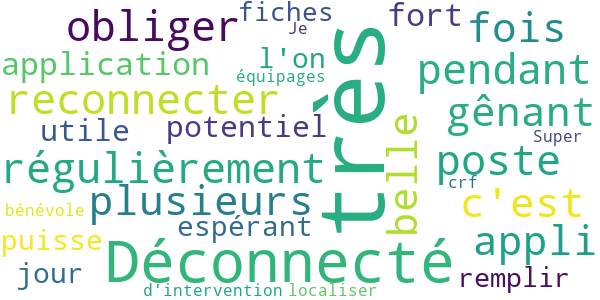 obliger
fiches
Je
fort
fois
application
l'on
équipages
pendant
reconnecter
très
gênant
utile
potentiel
belle
Super
régulièrement
poste
crf
bénévole
plusieurs
c'est
puisse
espérant
appli
Déconnecté
jour
remplir
d'intervention
localiser